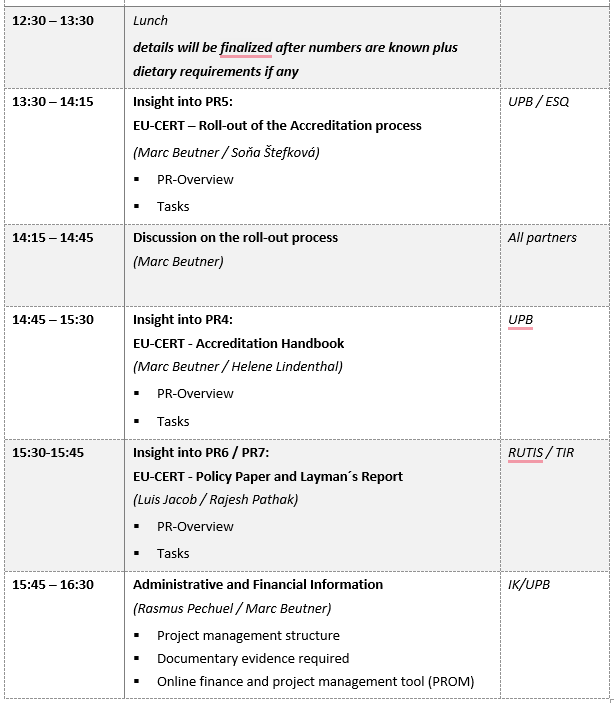 12:30 – 13:30
Lunch
details will be finalized after numbers are known plus
dietary requirements if any
13:30 – 14:15
Insight into PR5:
UPB / ESQ
EU-CERT – Roll-out of the Accreditation process
(Marc Beutner / Soňa Štefková)
▪ PR-Overview
▪ Tasks
14:15 – 14:45
Discussion on the roll-out process
All partners
(Marc Beutner)
14:45 – 15:30
Insight into PR4:
UPB
EU-CERT - Accreditation Handbook
(Marc Beutner / Helene Lindenthal)
▪ PR-Overview
▪ Tasks
15:30-15:45
Insight into PR6 / PR7:
RUTIS / TIR
EU-CERT - Policy Paper and Layman´s Report
(Luis Jacob / Rajesh Pathak)
▪ PR-Overview
▪ Tasks
15:45 – 16:30
Administrative and Financial Information
IK/UPB
(Rasmus Pechuel / Marc Beutner)
▪ Project management structure
▪ Documentary evidence required
▪ Online finance and project management tool (PROM)